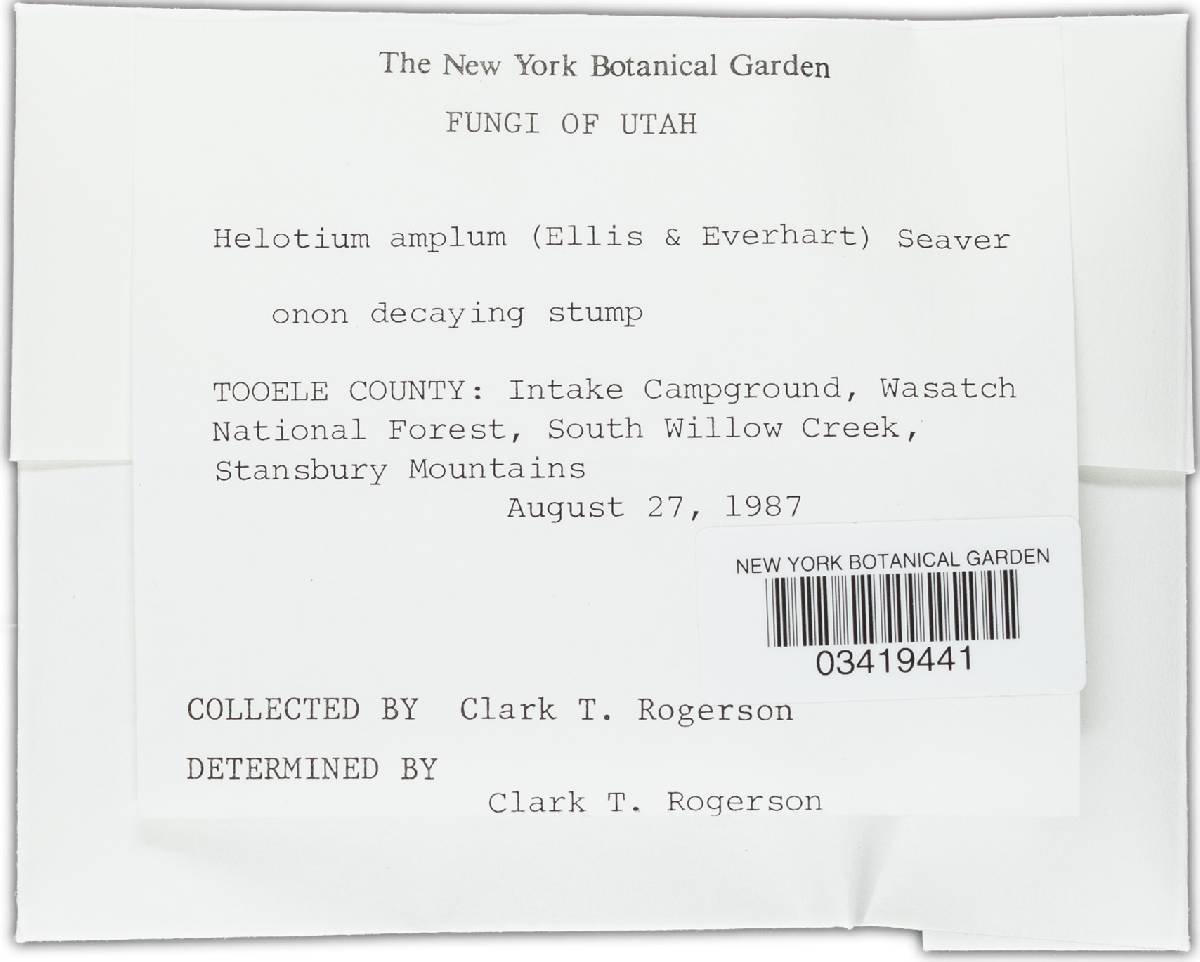 The New York Botanical Garden
FUNGI OF UTAH
Helotium amplum (Ellis & Everhart) Seaver
onon decaying stump
TOOELE COUNTY: Intake Campground, Wasatch
National Forest, South Willow Creek,
Stansbury Mountains
August 27, 1987
NEW YORK BOTANICAL GARDEN
03419441
COLLECTED BY Clark T. Rogerson
DETERMINED BY
Clark T. Rogerson